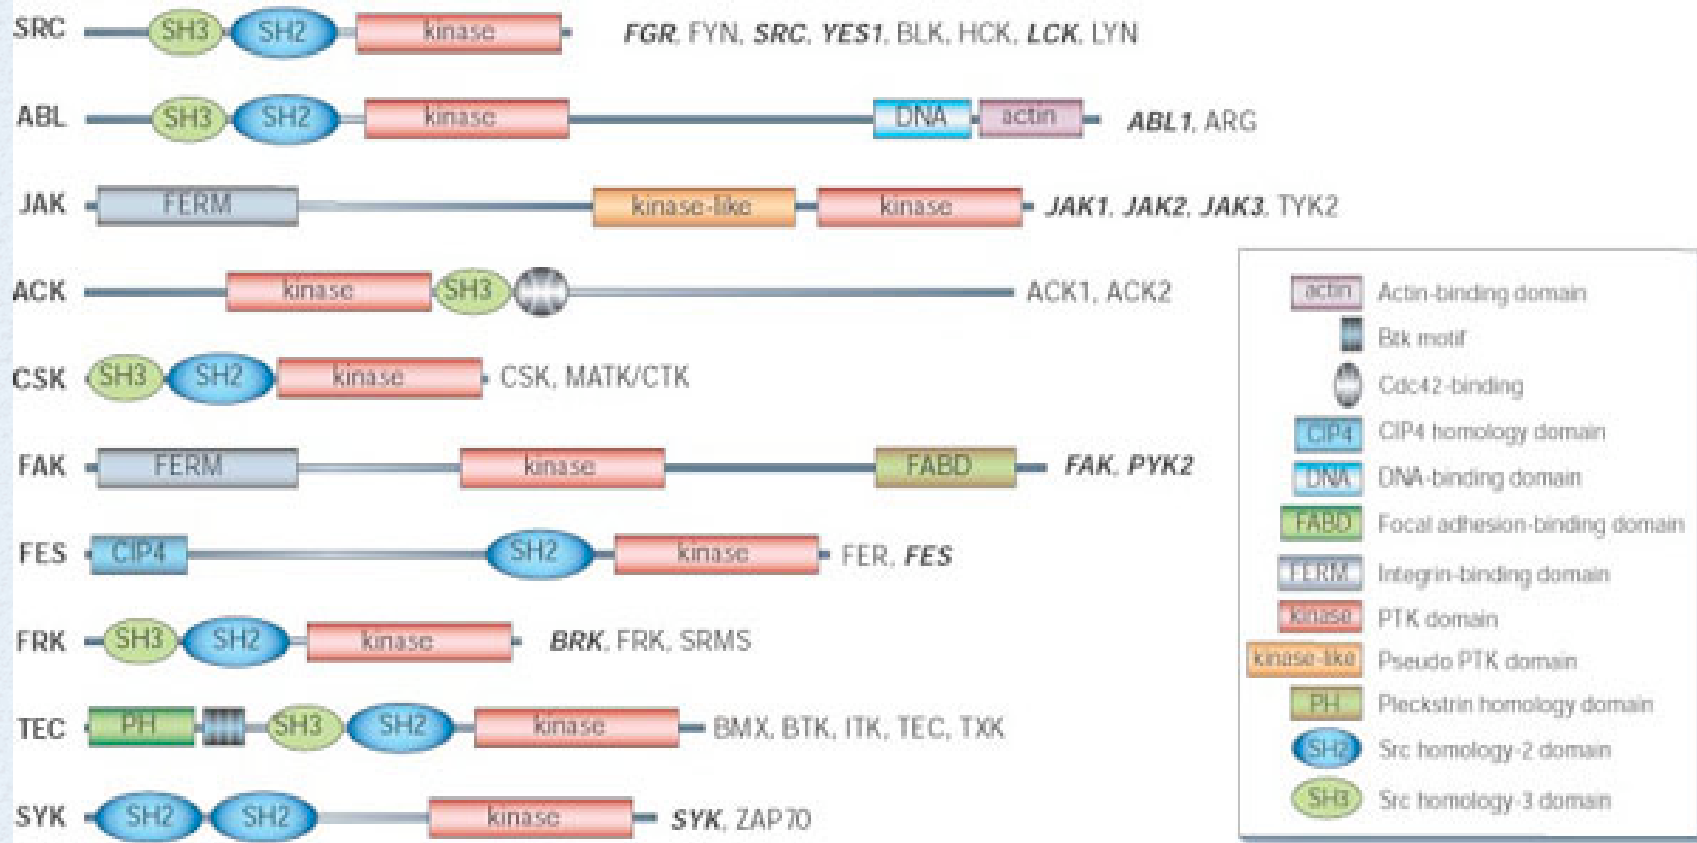 SRC SH3 SH2 kinase FGR, FYN, SRC, YES1, BLK, HCK, LCK, LYN
ABL SH3 SH2 kinase DNA actin ABL1, ARG
JAK FERM kinase-like kinase JAK1, JAK2, JAK3, TYK2
ACK kinase SH3 ACK1, ACK2
CSK SH3 SH2 kinase CSK, MATK/CTK
FAK FERM kinase FABD FAK, PYK2
FES CIP4 SH2 kinase FER, FES
FRK SH3 SH2 kinase BRK, FRK, SRMS
TEC PH SH3 SH2 kinase BMX, BTK, ITK, TEC, TXK
SYK SH2 SH2 kinase SYK, ZAP70
actin Actin-binding domain
Btk motif
Cdc42-binding
CIP4 CIP4 homology domain
DNA DNA-binding domain
FABD Focal adhesion-binding domain
FERM Integrin-binding domain
kinase PTK domain
kinase-like Pseudo PTK domain
PH Pleckstrin homology domain
SH2 Src homology-2 domain
SH3 Src homology-3 domain